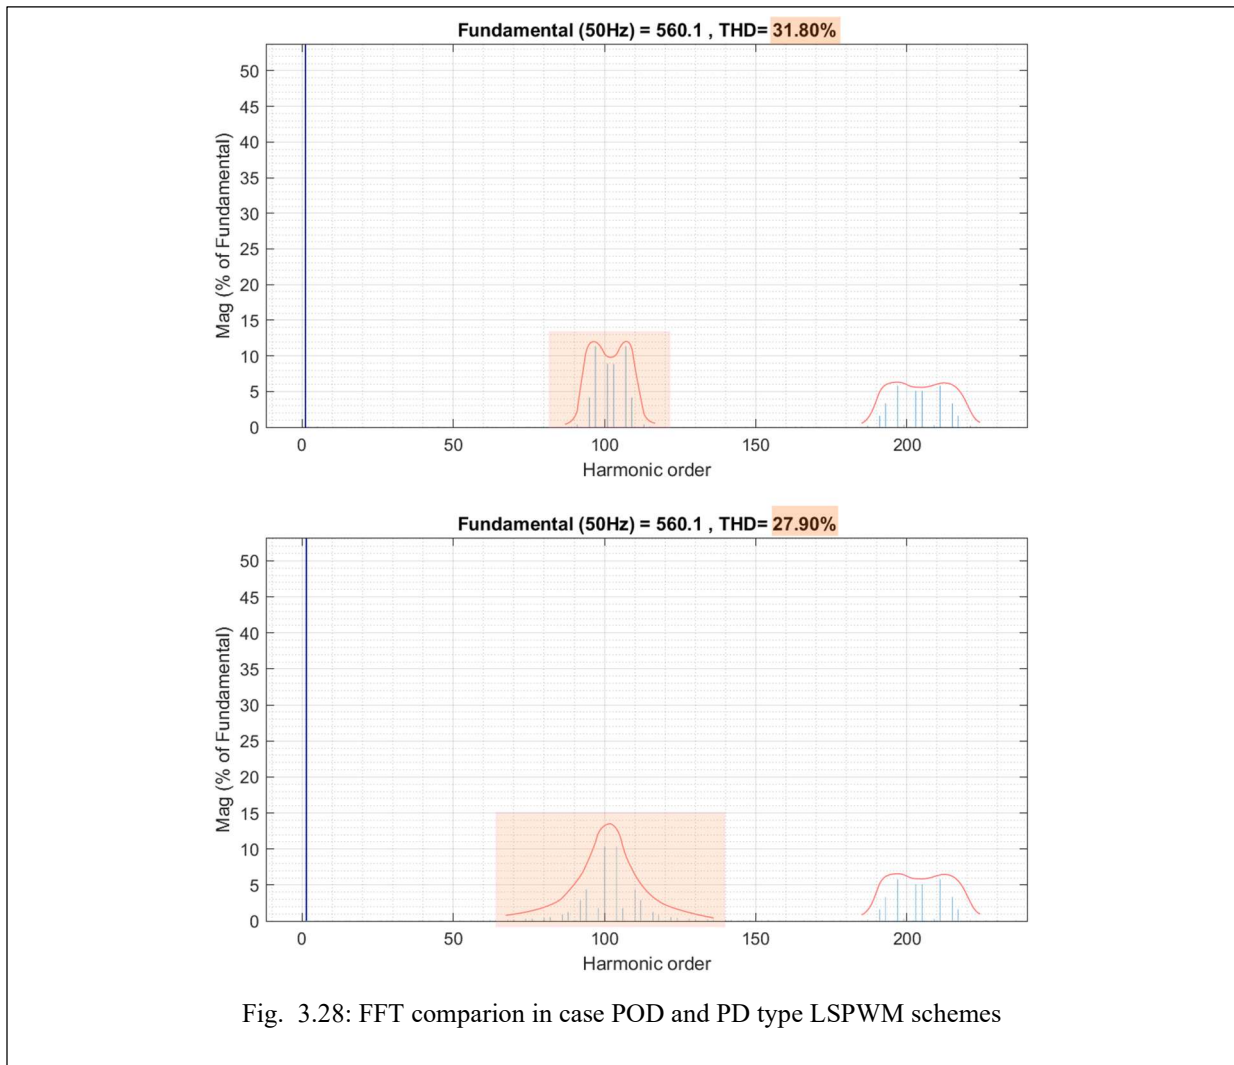 Fundamental (50Hz) = 560.1 , THD= 31.80%
50
45
40
35
30
25
20
15
10
5
0
Mag (% of Fundamental)
0 50 100 150 200
Harmonic order
Fundamental (50Hz) = 560.1 , THD= 27.90%
50
45
40
35
30
25
20
15
10
5
0
Mag (% of Fundamental)
0 50 100 150 200
Harmonic order
Fig. 3.28: FFT comparion in case POD and PD type LSPWM schemes